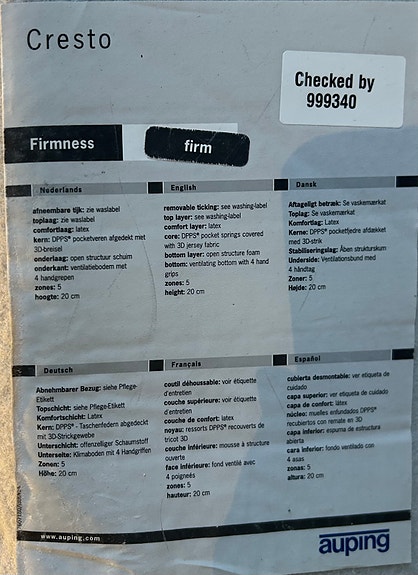 Cresto
Checked by
999340
Firmness
firm
Nederlands
afneembare tijk: zie waslabel
toplaag: zie waslabel
comfortlaag: latex
kern: DPPS® pocketveren afgedekt met
3D-breisel
onderlaag: open structuur schuim
onderkant: ventilatiebodem met
4 handgrepen
zones: 5
hoogte: 20 cm
English
removable ticking: see washing-label
top layer: see washing-label
comfort layer: latex
core: DPPS® pocket springs covered
with 3D jersey fabric
bottom layer: open structure foam
bottom: ventilating bottom with 4 hand
grips
zones: 5
height: 20 cm
Dansk
Aftageligt betræk: Se vaskemærkat
Toplag: Se vaskemærkat
Komfortlag: Latex
Kerne: DPPS® pocketfjedre afdækket
med 3D-strik
Stabiliseringslag: Åben strukturskum
Underside: Ventilationsbund med
4 håndtag
Zoner: 5
Højde: 20 cm
Deutsch
Abnehmbarer Bezug: siehe Pflege-
Etikett
Topschicht: siehe Pflege-Etikett
Komfortschicht: Latex
Kern: DPPS® - Taschenfedern abgedeckt
mit 3D-Strickgewebe
Unterschicht: offenzelliger Schaumstoff
Unterseite: Klimaboden mit 4 Handgriffen
Zonen: 5
Höhe: 20 cm
Français
coutil déhoussable: voir étiquette
d'entretien
couche supérieure: voir étiquette
d'entretien
couche de confort: latex
noyau: ressorts DPPS® recouverts de
tricot 3D
couche inférieure: mousse à structure
ouverte
face inférieure: fond ventilé avec
4 poigneés
zones: 5
hauteur: 20 cm
Español
cubierta desmontable: ver etiqueta de
cuidado
capa superior: ver etiqueta de cuidado
capa de confort: látex
núcleo: muelles enfundados DPPS®
recubiertos con remate en 3D
capa inferior: espuma de estructura
abierta
cara inferior: fondo ventilado con
4 asas
zonas: 5
altura: 20 cm
www.auping.com
auping